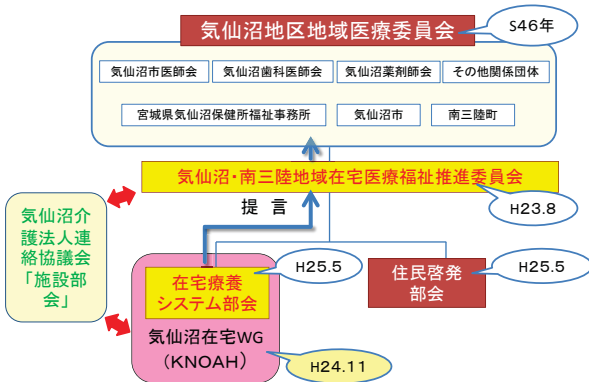 気仙沼地区地域医療委員会
S46年
気仙沼市医師会
気仙沼歯科医師会
気仙沼薬剤師会
その他関係団体
宮城県気仙沼保健所福祉事務所
気仙沼市
南三陸町
気仙沼・南三陸地域在宅医療福祉推進委員会
提 言
H23.8
気仙沼介
護法人連
絡協議会
「施設部
会」
在宅療養
システム部会
H25.5
住民啓発
部会
H25.5
気仙沼在宅WG
(KNOAH)
H24.11